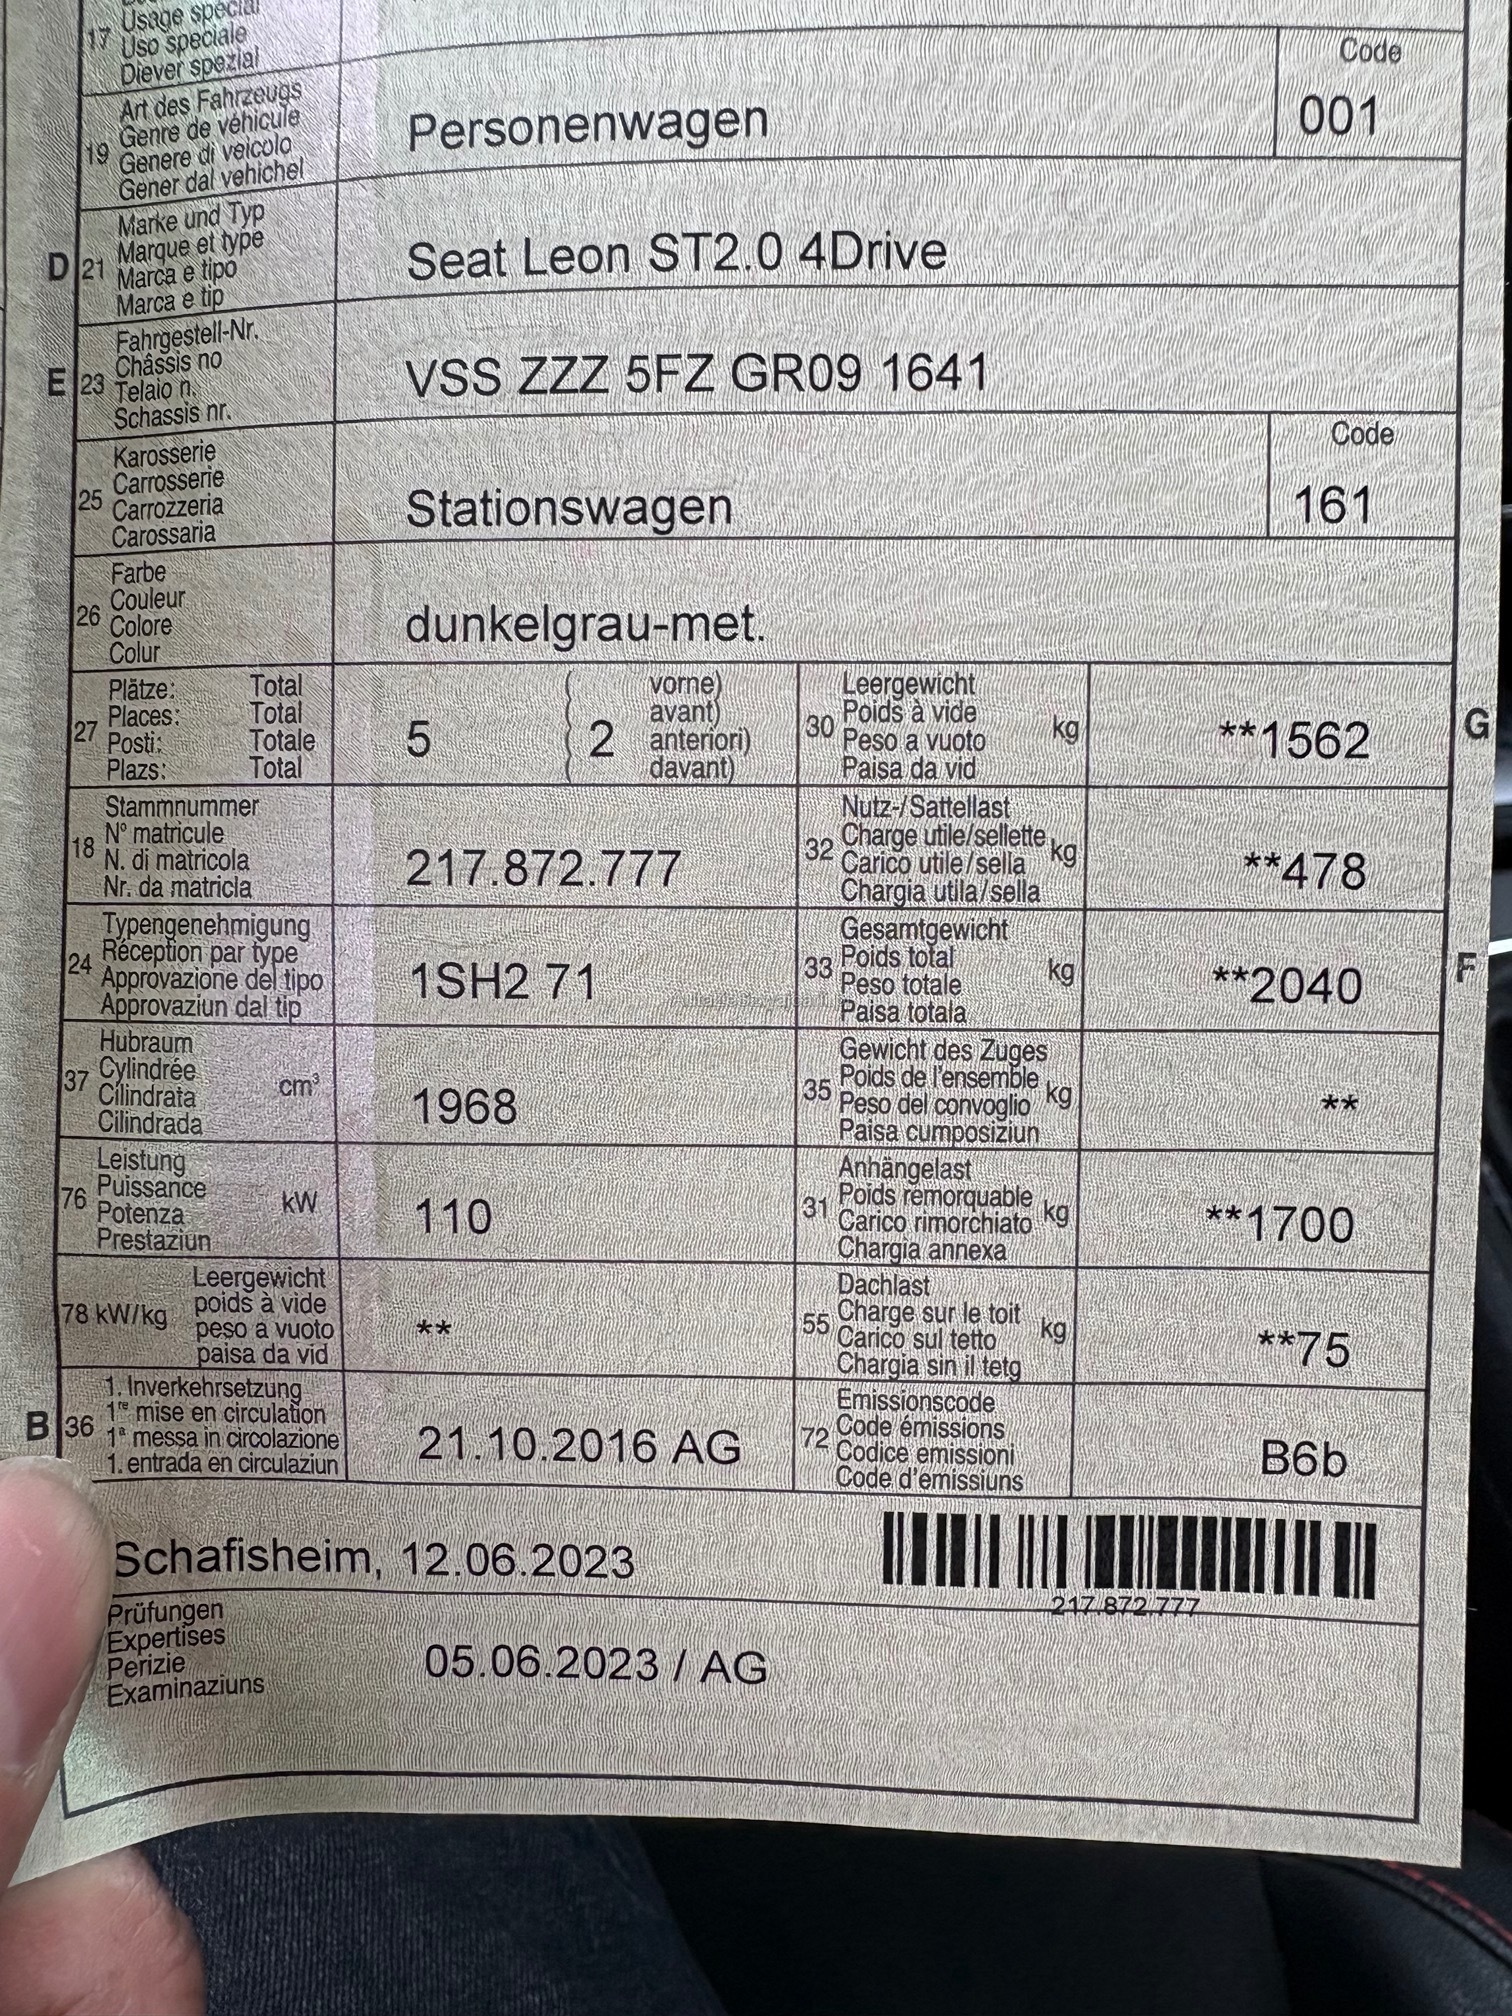 17 Usage spécial
Uso speciale
Diever spezial
19 Art des Fahrzeugs
Genre de véhicule
Genere di veicolo
Gener dal vehichel
Personenwagen
Code
001
D 21 Marke und Typ
Marque et type
Marca e tipo
Marca e tip
Seat Leon ST2.0 4Drive
E 23 Fahrgestell-Nr.
Châssis no
Telaio n.
Schassis nr.
VSS ZZZ 5FZ GR09 1641
25 Karosserie
Carrosserie
Carrozzeria
Carossaria
Stationswagen
Code
161
26 Farbe
Couleur
Colore
Colur
dunkelgrau-met.
27 Plätze: Total
Places: Total
Posti: Totale
Plazs: Total
5 ( 2 vorne)
avant)
anteriori)
davant)
30 Leergewicht
Poids à vide
Peso a vuoto
Paisa da vid
kg
**1562
G
18 Stammnummer
N° matricule
N. di matricola
Nr. da matricla
217.872.777
32 Nutz-/Sattellast
Charge utile/sellette
Carico utile/sella
Chargia utila/sella
kg
**478
24 Typengenehmigung
Réception par type
Approvazione del tipo
Approvaziun dal tip
1SH2 71
33 Gesamtgewicht
Poids total
Peso totale
Paisa totala
kg
**2040
F
37 Hubraum
Cylindrée
Cilindrata
Cilindrada
cm³
1968
35 Gewicht des Zuges
Poids de l'ensemble
Peso del convoglio
Paisa cumposiziun
kg
**
76 Leistung
Puissance
Potenza
Prestaziun
kW
110
31 Anhängelast
Poids remorquable
Carico rimorchiato
Chargia annexa
kg
**1700
78 kW/kg Leergewicht
poids à vide
peso a vuoto
paisa da vid
**
55 Dachlast
Charge sur le toit
Carico sul tetto
Chargia sin il tetg
kg
**75
B 36 1. Inverkehrsetzung
1re mise en circulation
1ª messa in circolazione
1. entrada en circulaziun
21.10.2016 AG
72 Emissionscode
Code émissions
Codice emissioni
Code d'emissiuns
B6b
Schafisheim, 12.06.2023
217.872.777
Prüfungen
Expertises
Perizie
Examinaziuns
05.06.2023 / AG